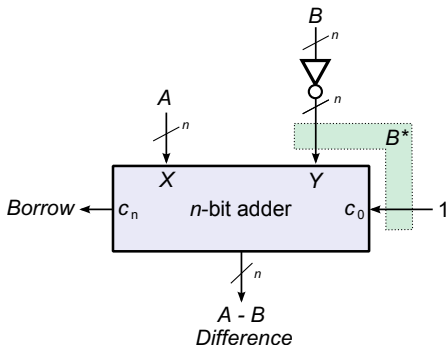 B
n
n
A
n
B*
X
Y
Borrow
cn
n-bit adder
c0
1
n
A - B
Difference